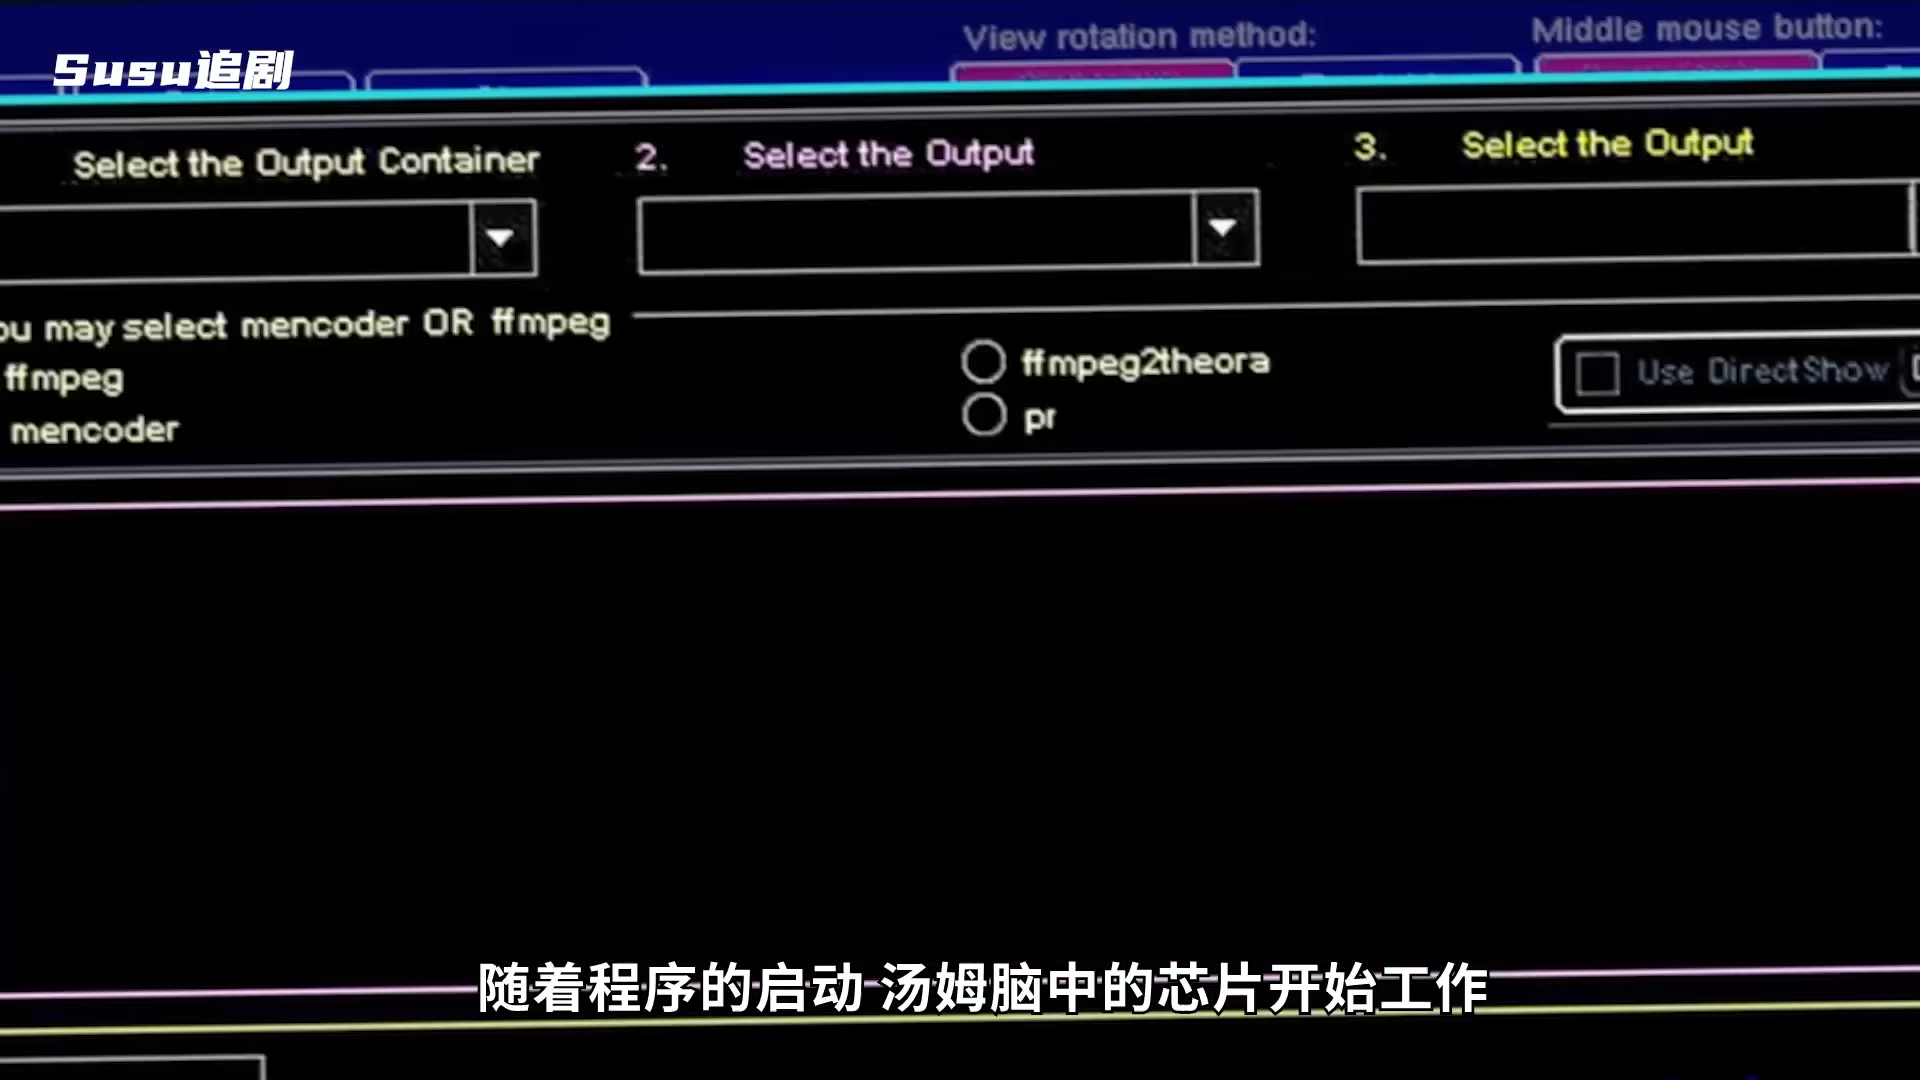 View rotation method:
Middle mouse button:
Susu追剧
Select the Output Container
2. Select the Output
3. Select the Output
ou may select mencoder OR ffmpeg
ffmpeg
ffmpeg2theora
Use DirectShow
mencoder
pr
随着程序的启动 汤姆脑中的芯片开始工作